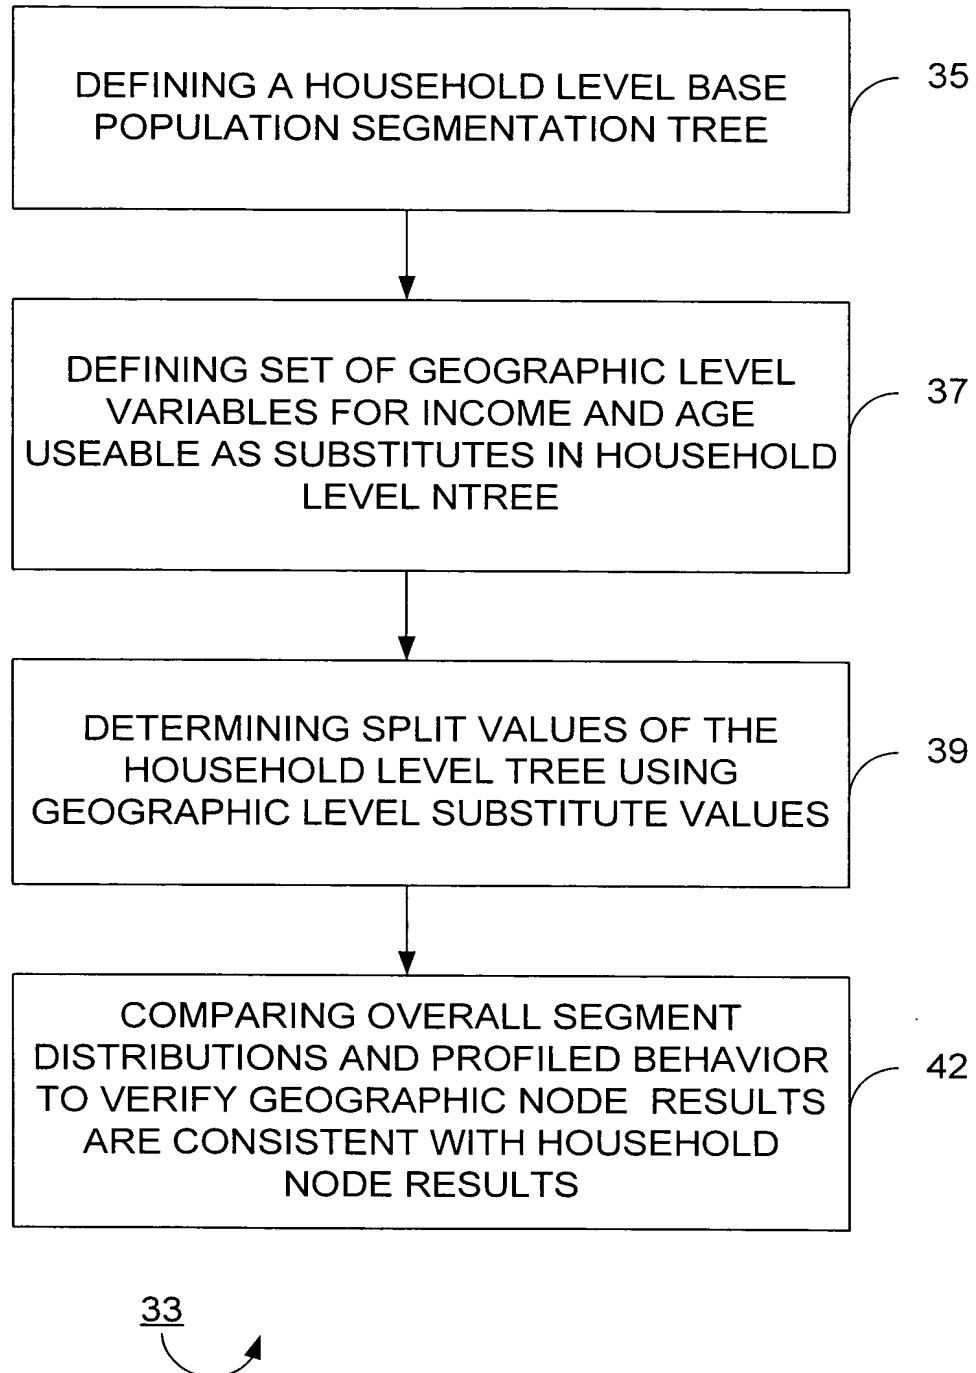 DEFINING A HOUSEHOLD LEVEL BASE
POPULATION SEGMENTATION TREE
35
DEFINING SET OF GEOGRAPHIC LEVEL
VARIABLES FOR INCOME AND AGE
USEABLE AS SUBSTITUTES IN HOUSEHOLD
LEVEL NTREE
37
DETERMINING SPLIT VALUES OF THE
HOUSEHOLD LEVEL TREE USING
GEOGRAPHIC LEVEL SUBSTITUTE VALUES
39
COMPARING OVERALL SEGMENT
DISTRIBUTIONS AND PROFILED BEHAVIOR
TO VERIFY GEOGRAPHIC NODE RESULTS
ARE CONSISTENT WITH HOUSEHOLD
NODE RESULTS
42
33